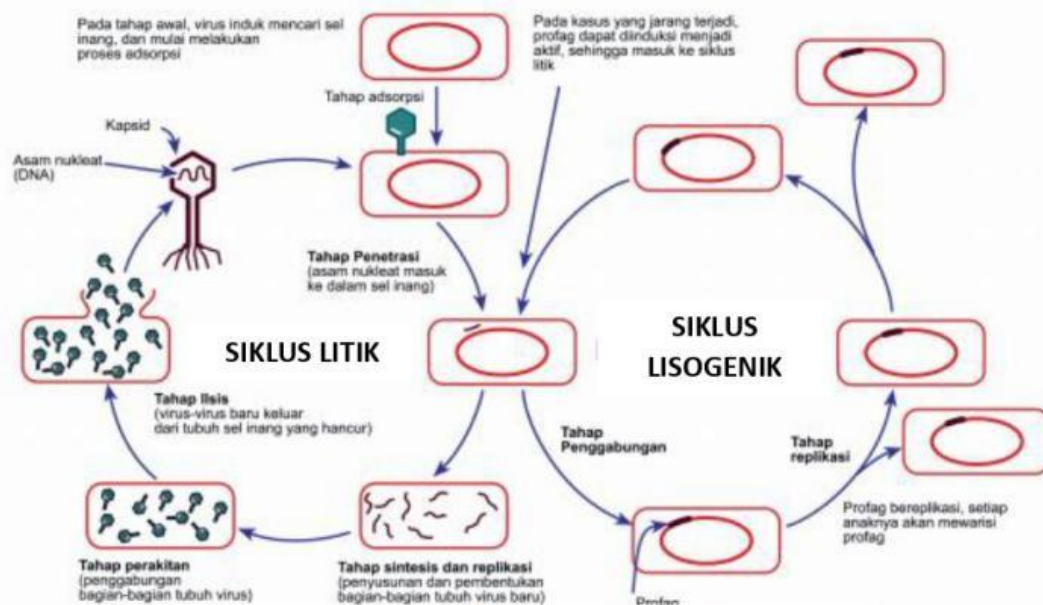 Pada tahap awal, virus induk mencari sel
inang, dan mulai melakukan
proses adsorpsi
Pada kasus yang jarang terjadi,
profag dapat diinduksi menjadi
aktif, sehingga masuk ke siklus
litik
Tahap adsorpsi
Kapsid
Asam nukleat
(DNA)
Tahap Penetrasi
(asam nukleat masuk
ke dalam sel inang)
SIKLUS LITIK
SIKLUS
LISOGENIK
Tahap lisis
(virus-virus baru keluar
dari tubuh sel inang yang hancur)
Tahap
Penggabungan
Tahap
replikasi
Profag bereplikasi, setiap
anaknya akan mewarisi
profag
Tahap perakitan
(penggabungan
bagian-bagian tubuh virus)
Tahap sintesis dan replikasi
(penyusunan dan pembentukan
bagian-bagian tubuh virus baru)
Profag